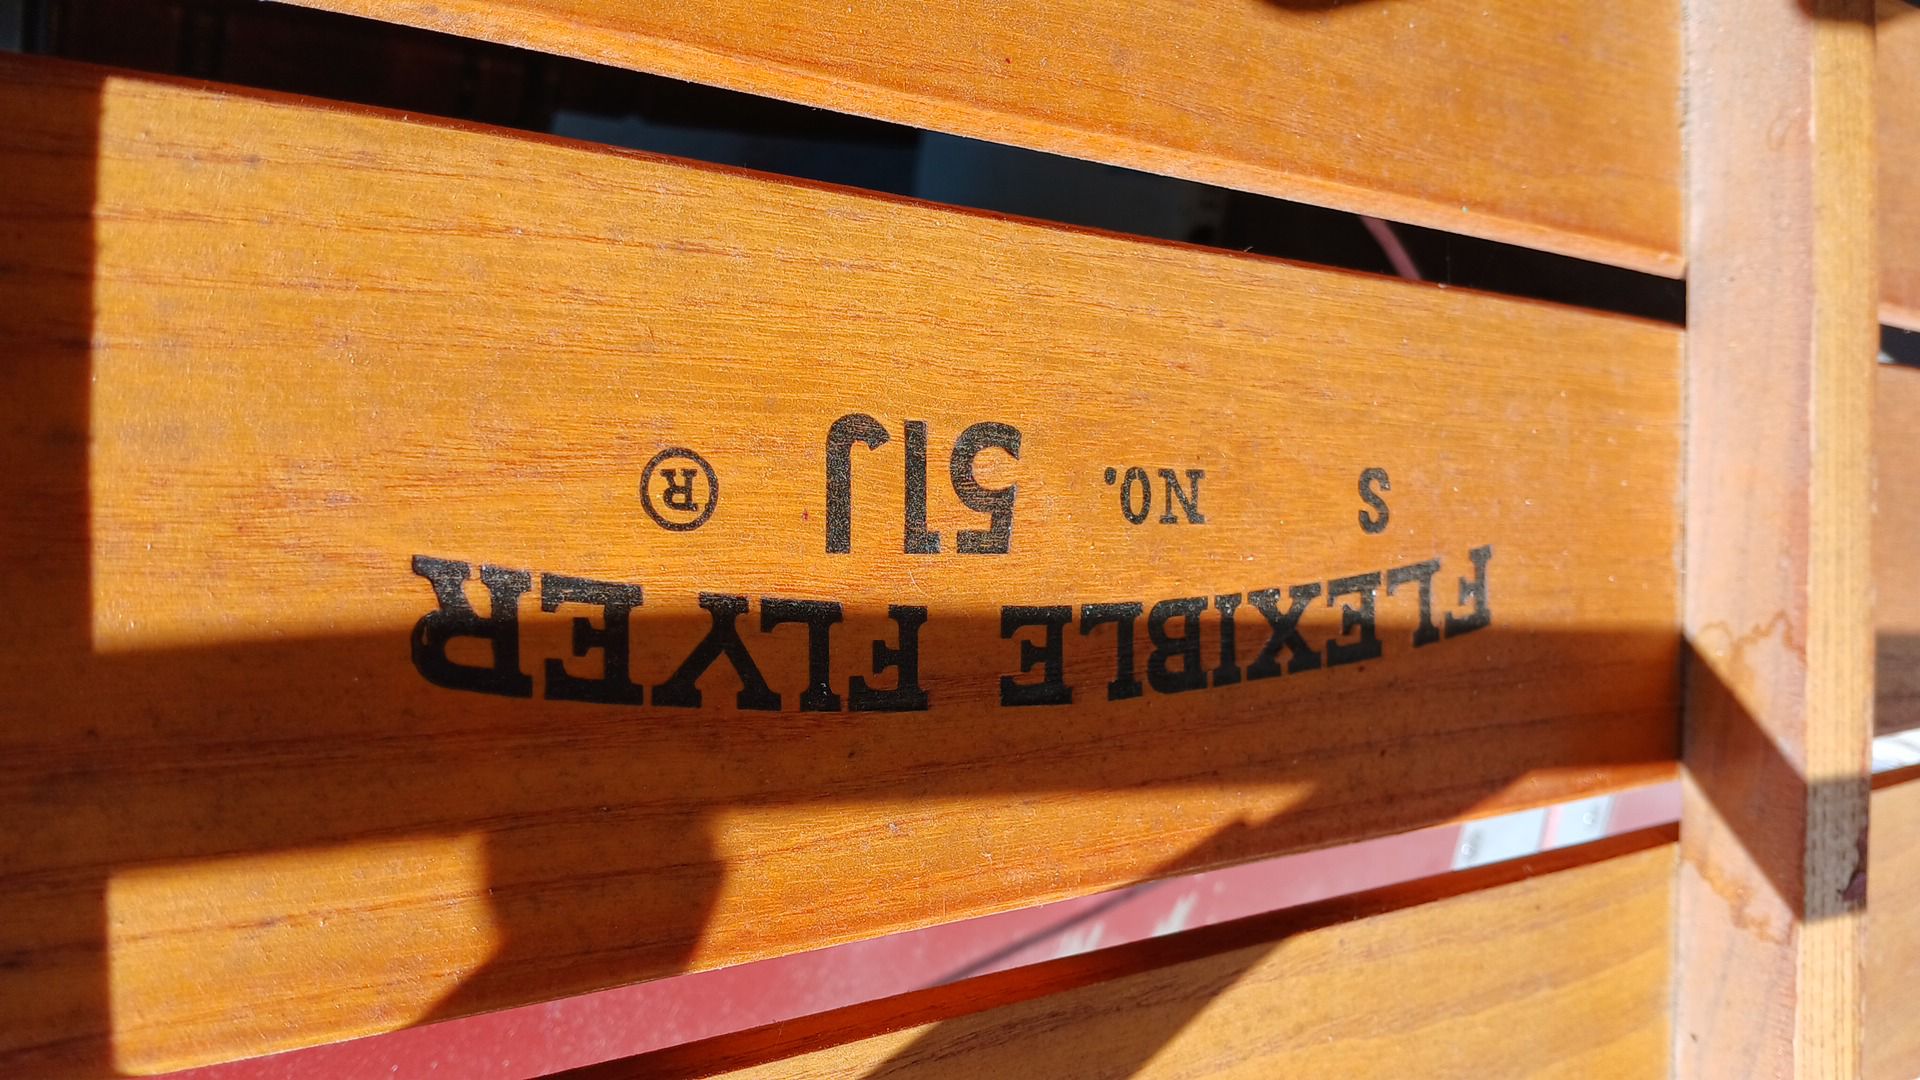 FLEXIBLE FLYER
S NO. 51J ®